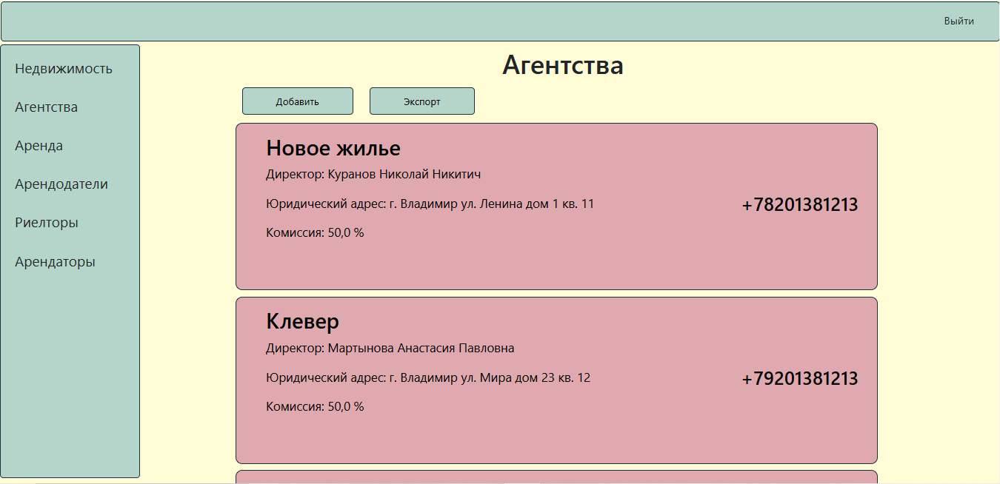 Выйти
Недвижимость
Агентства
Аренда
Арендодатели
Риелторы
Арендаторы
Агентства
Добавить
Экспорт
Новое жилье
Директор: Куранов Николай Никитич
Юридический адрес: г. Владимир ул. Ленина дом 1 кв. 11
+78201381213
Комиссия: 50,0 %
Клевер
Директор: Мартынова Анастасия Павловна
Юридический адрес: г. Владимир ул. Мира дом 23 кв. 12
+79201381213
Комиссия: 50,0 %